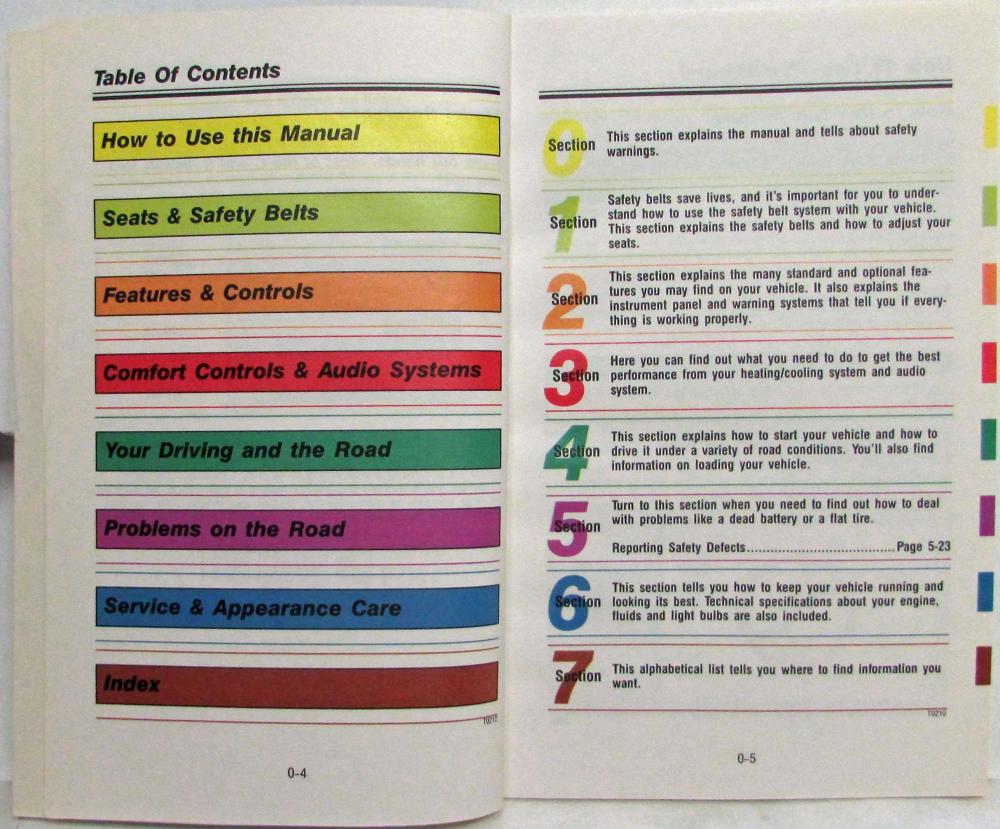 Table Of Contents
How to Use this Manual
Seats & Safety Belts
Features & Controls
Comfort Controls & Audio Systems
Your Driving and the Road
Problems on the Road
Service & Appearance Care
Index
T0212
0-4
0
Section
This section explains the manual and tells about safety
warnings.
1
Section
Safety belts save lives, and it's important for you to under-
stand how to use the safety belt system with your vehicle.
This section explains the safety belts and how to adjust your
seats.
2
Section
This section explains the many standard and optional fea-
tures you may find on your vehicle. It also explains the
instrument panel and warning systems that tell you if every-
thing is working properly.
3
Section
Here you can find out what you need to do to get the best
performance from your heating/cooling system and audio
system.
4
Section
This section explains how to start your vehicle and how to
drive it under a variety of road conditions. You'll also find
information on loading your vehicle.
5
Section
Turn to this section when you need to find out how to deal
with problems like a dead battery or a flat tire.
Reporting Safety Defects......................................Page 5-23
6
Section
This section tells you how to keep your vehicle running and
looking its best. Technical specifications about your engine,
fluids and light bulbs are also included.
7
Section
This alphabetical list tells you where to find information you
want.
T0210
0-5